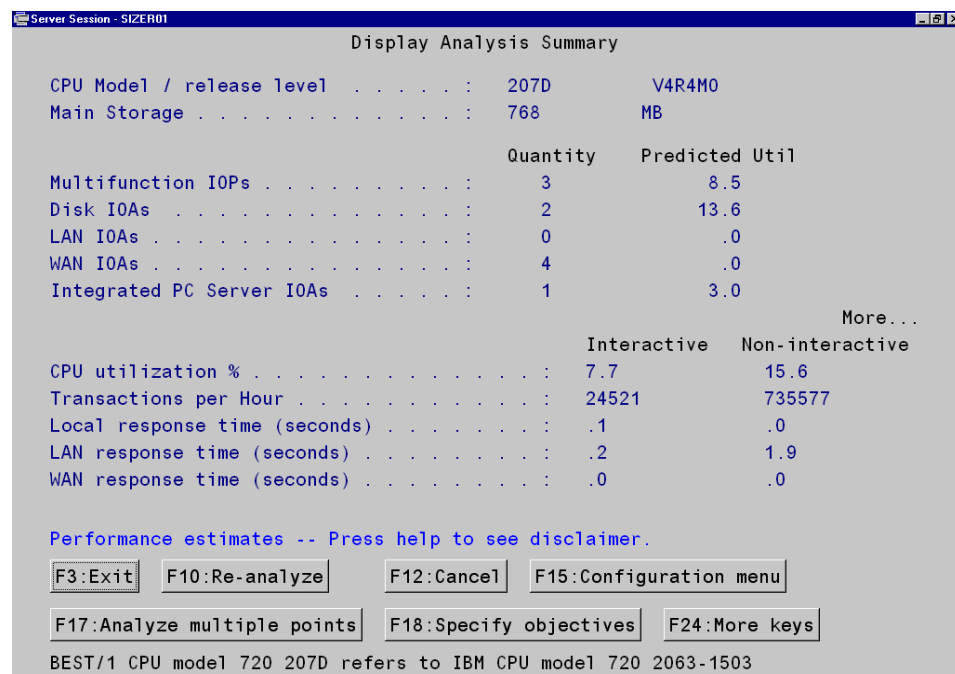 Server Session - SIZER01
Display Analysis Summary
CPU Model / release level . . . . . : 207D V4R4M0
Main Storage . . . . . . . . . . . . : 768 MB
Quantity Predicted Util
Multifunction IOPs . . . . . . . . . : 3 8.5
Disk IOAs . . . . . . . . . . . . . : 2 13.6
LAN IOAs . . . . . . . . . . . . . . : 0 .0
WAN IOAs . . . . . . . . . . . . . . : 4 .0
Integrated PC Server IOAs . . . . . : 1 3.0
More...
Interactive Non-interactive
CPU utilization % . . . . . . . . . . . . . : 7.7 15.6
Transactions per Hour . . . . . . . . . . . : 24521 735577
Local response time (seconds) . . . . . . . : .1 .0
LAN response time (seconds) . . . . . . . . : .2 1.9
WAN response time (seconds) . . . . . . . . : .0 .0
Performance estimates -- Press help to see disclaimer.
F3:Exit F10:Re-analyze F12:Cancel F15:Configuration menu
F17:Analyze multiple points F18:Specify objectives F24:More keys
BEST/1 CPU model 720 207D refers to IBM CPU model 720 2063-1503